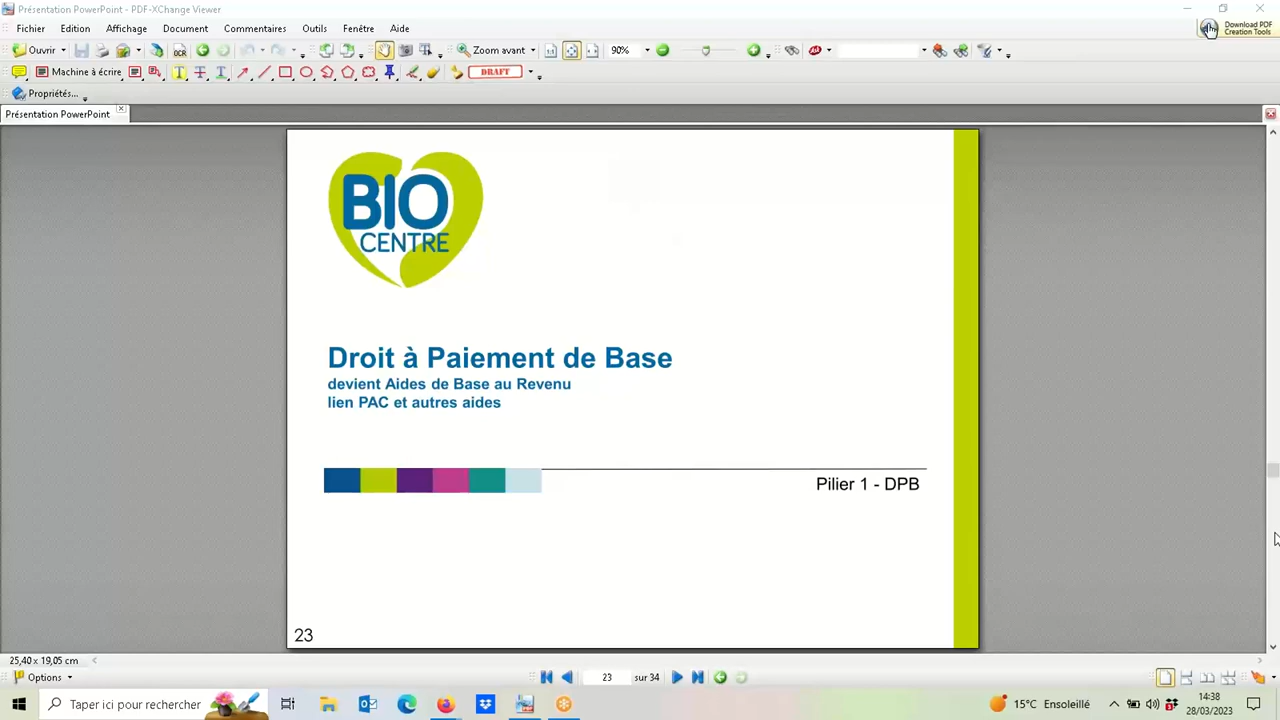 Présentation PowerPoint - PDF-XChange Viewer
Fichier Edition Affichage Document Commentaires Outils Fenêtre Aide
Download PDF
Creation Tools
Ouvrir OCR Zoom avant 90%
Machine à écrire DRAFT
Propriétés...
Présentation PowerPoint
BIO
CENTRE
Droit à Paiement de Base
devient Aides de Base au Revenu
lien PAC et autres aides
Pilier 1 - DPB
23
25,40 x 19,05 cm
Options 23 sur 34
Taper ici pour rechercher 15°C Ensoleillé 14:38
28/03/2023